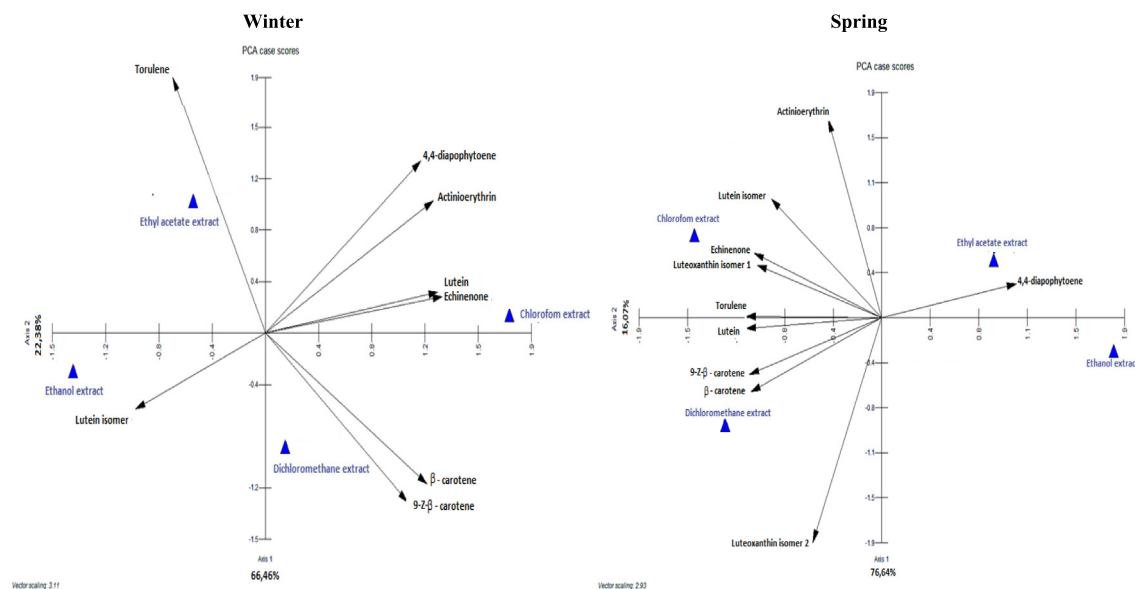 Winter
PCA case scores
Torulene
1.9
1.5
4,4-diapophytoene
1.2
Actinioerythrin
Ethyl acetate extract
0.8
0.4
Lutein
Echinenone
Chlorofom extract
Axis 2
22,38%
-1.5
-1.2
-0.8
-0.4
0.4
0.8
1.2
1.5
1.9
Ethanol extract
-0.4
Lutein isomer
Dichloromethane extract
β - carotene
-1.2
9-Z-β - carotene
-1.5
Axis 1
66,46%
Vector scaling: 3.11
Spring
PCA case scores
1.9
Actinioerythrin
1.5
Lutein isomer
1.1
Chlorofom extract
0.8
Ethyl acetate extract
Echinenone
Luteoxanthin isomer 1
0.4
4,4-diapophytoene
Torulene
Axis 2
16,07%
-1.9
-1.5
-1.1
-0.8
-0.4
0.4
0.8
1.1
1.5
1.9
Lutein
Ethanol extract
-0.4
9-Z-β - carotene
β - carotene
-0.8
Dichloromethane extract
-1.1
-1.5
Luteoxanthin isomer 2
-1.9
Axis 1
76,64%
Vector scaling: 2.93